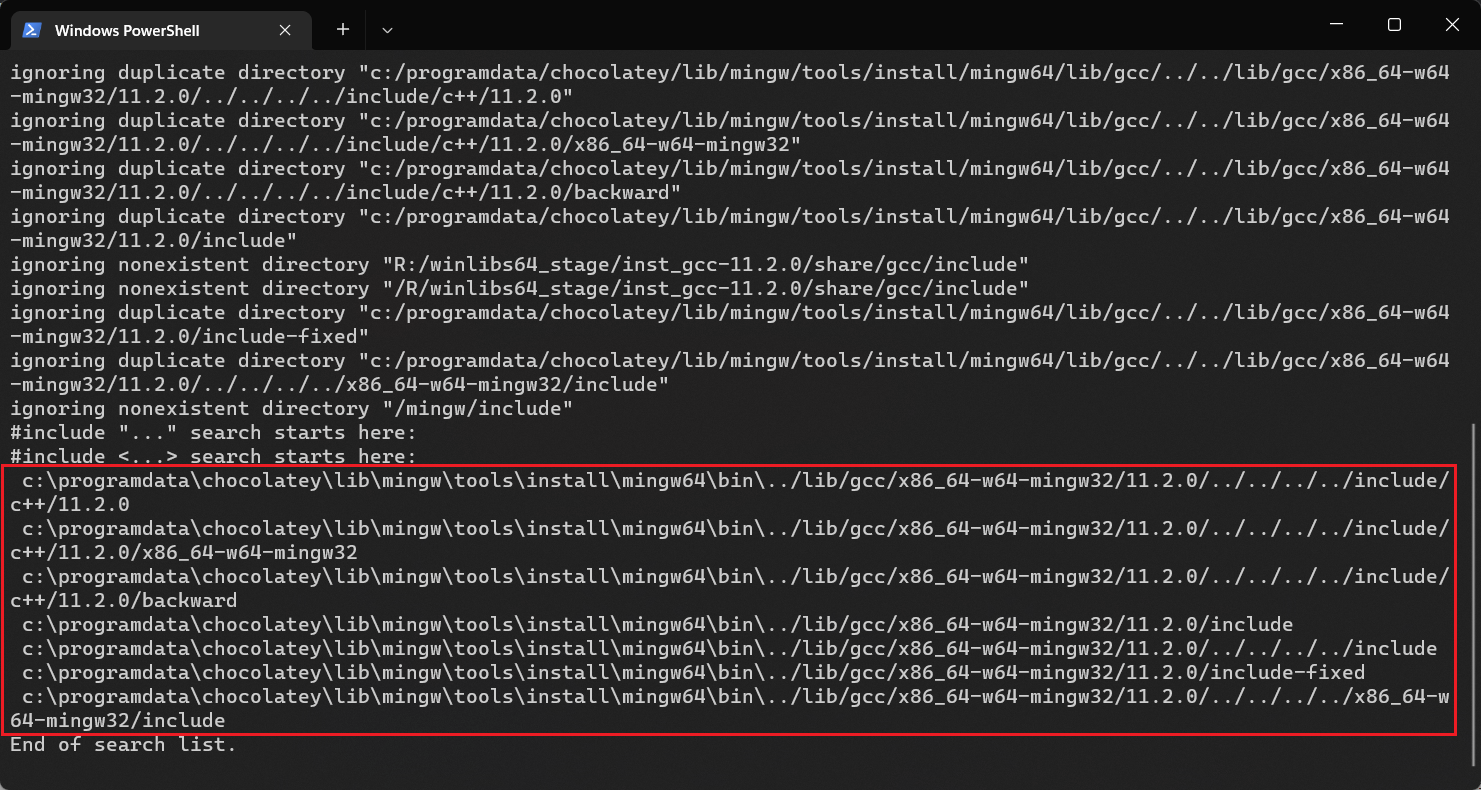 Windows PowerShell
ignoring duplicate directory "c:/programdata/chocolatey/lib/mingw/tools/install/mingw64/lib/gcc/../../lib/gcc/x86_64-w64
-mingw32/11.2.0/../../../../include/c++/11.2.0"
ignoring duplicate directory "c:/programdata/chocolatey/lib/mingw/tools/install/mingw64/lib/gcc/../../lib/gcc/x86_64-w64
-mingw32/11.2.0/../../../../include/c++/11.2.0/x86_64-w64-mingw32"
ignoring duplicate directory "c:/programdata/chocolatey/lib/mingw/tools/install/mingw64/lib/gcc/../../lib/gcc/x86_64-w64
-mingw32/11.2.0/../../../../include/c++/11.2.0/backward"
ignoring duplicate directory "c:/programdata/chocolatey/lib/mingw/tools/install/mingw64/lib/gcc/../../lib/gcc/x86_64-w64
-mingw32/11.2.0/include"
ignoring nonexistent directory "R:/winlibs64_stage/inst_gcc-11.2.0/share/gcc/include"
ignoring nonexistent directory "/R/winlibs64_stage/inst_gcc-11.2.0/share/gcc/include"
ignoring duplicate directory "c:/programdata/chocolatey/lib/mingw/tools/install/mingw64/lib/gcc/../../lib/gcc/x86_64-w64
-mingw32/11.2.0/include-fixed"
ignoring duplicate directory "c:/programdata/chocolatey/lib/mingw/tools/install/mingw64/lib/gcc/../../lib/gcc/x86_64-w64
-mingw32/11.2.0/../../../../x86_64-w64-mingw32/include"
ignoring nonexistent directory "/mingw/include"
#include "..." search starts here:
#include <...> search starts here:
 c:\programdata\chocolatey\lib\mingw\tools\install\mingw64\bin\../lib/gcc/x86_64-w64-mingw32/11.2.0/../../../../include/
c++/11.2.0
 c:\programdata\chocolatey\lib\mingw\tools\install\mingw64\bin\../lib/gcc/x86_64-w64-mingw32/11.2.0/../../../../include/
c++/11.2.0/x86_64-w64-mingw32
 c:\programdata\chocolatey\lib\mingw\tools\install\mingw64\bin\../lib/gcc/x86_64-w64-mingw32/11.2.0/../../../../include/
c++/11.2.0/backward
 c:\programdata\chocolatey\lib\mingw\tools\install\mingw64\bin\../lib/gcc/x86_64-w64-mingw32/11.2.0/include
 c:\programdata\chocolatey\lib\mingw\tools\install\mingw64\bin\../lib/gcc/x86_64-w64-mingw32/11.2.0/../../../../include
 c:\programdata\chocolatey\lib\mingw\tools\install\mingw64\bin\../lib/gcc/x86_64-w64-mingw32/11.2.0/include-fixed
 c:\programdata\chocolatey\lib\mingw\tools\install\mingw64\bin\../lib/gcc/x86_64-w64-mingw32/11.2.0/../../../../x86_64-w
64-mingw32/include
End of search list.